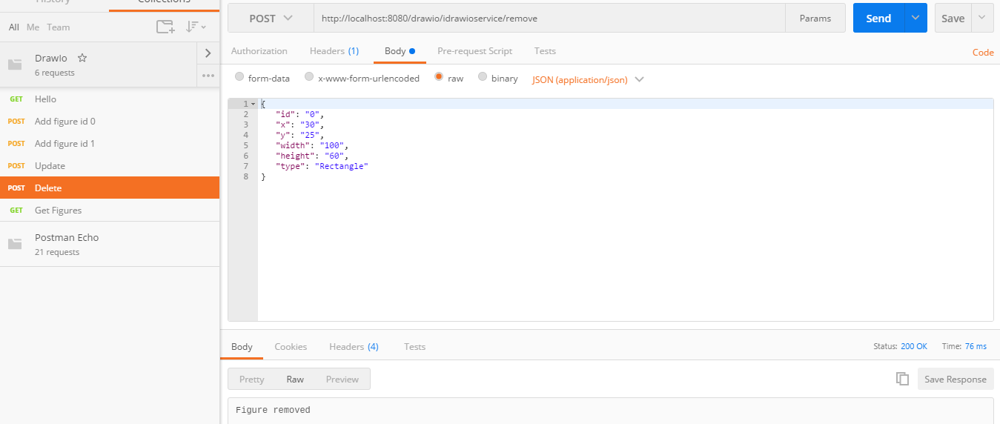 History Collections
All Me Team
Drawio
6 requests
GET Hello
POST Add figure id 0
POST Add figure id 1
POST Update
POST Delete
GET Get Figures
Postman Echo
21 requests
POST http://localhost:8080/drawio/idrawioservice/remove Params Send Save
Authorization Headers (1) Body Pre-request Script Tests Code
form-data x-www-form-urlencoded raw binary JSON (application/json)
1 {
2 "id": "0",
3 "x": "30",
4 "y": "25",
5 "width": "100",
6 "height": "60",
7 "type": "Rectangle"
8 }
Body Cookies Headers (4) Tests Status: 200 OK Time: 76 ms
Pretty Raw Preview Save Response
Figure removed